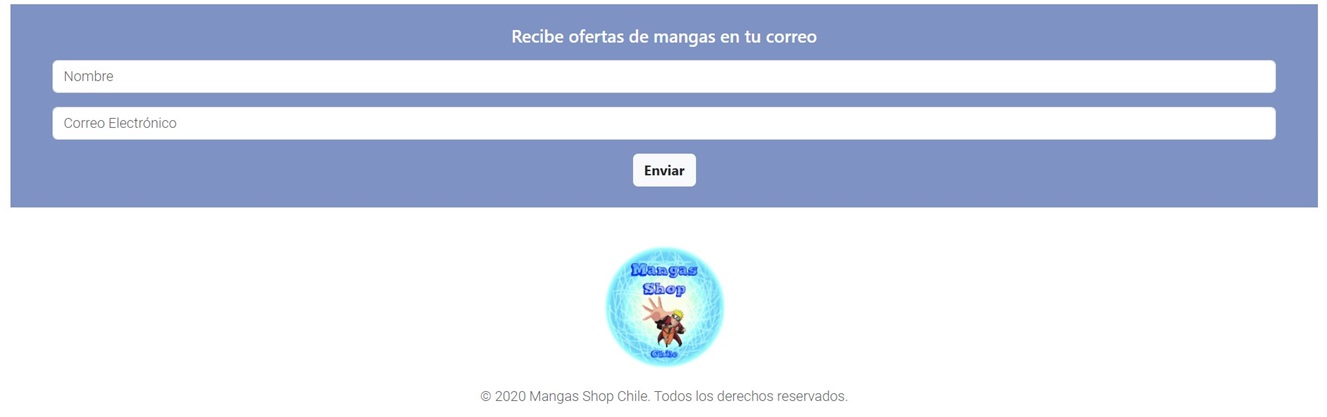 Recibe ofertas de mangas en tu correo
Nombre
Correo Electrónico
Enviar
Mangas
Shop
Chile
© 2020 Mangas Shop Chile. Todos los derechos reservados.